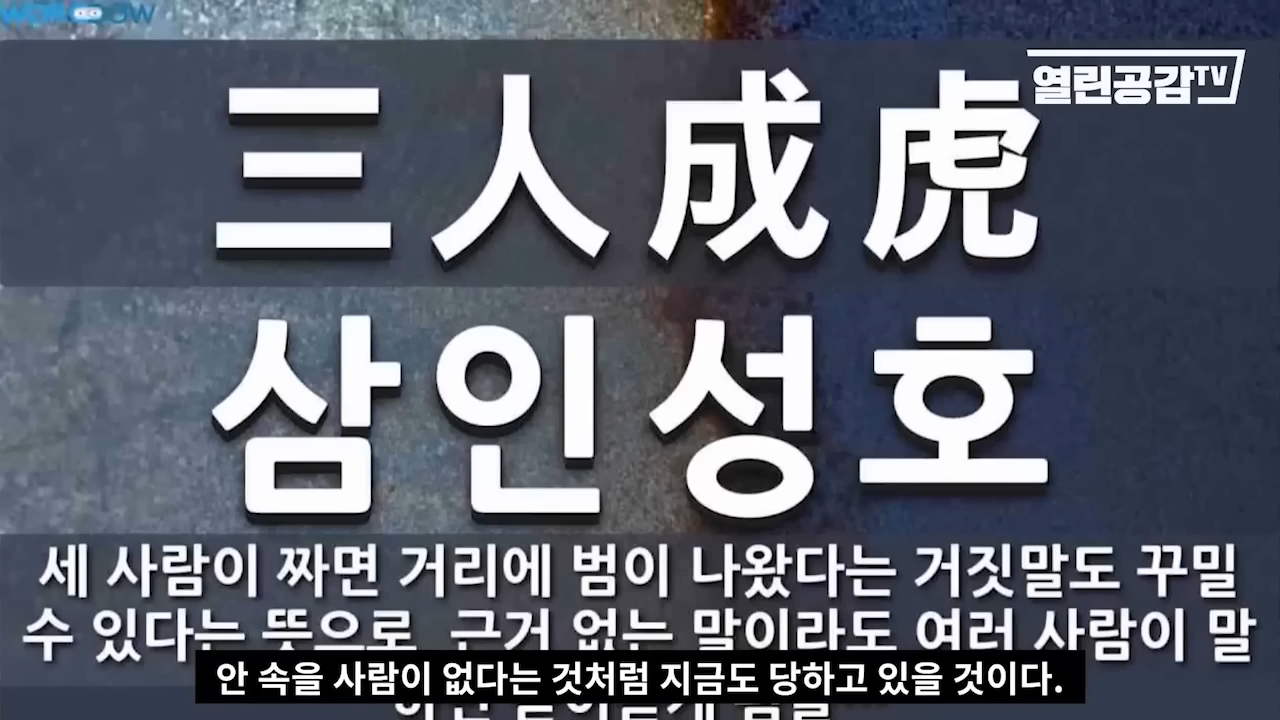 열린공감TV
三人成虎
삼인성호
세 사람이 짜면 거리에 범이 나왔다는 거짓말도 꾸밀
수 있다는 뜻으로, 근거 없는 말이라도 여러 사람이 말
안 속을 사람이 없다는 것처럼 지금도 당하고 있을 것이다.